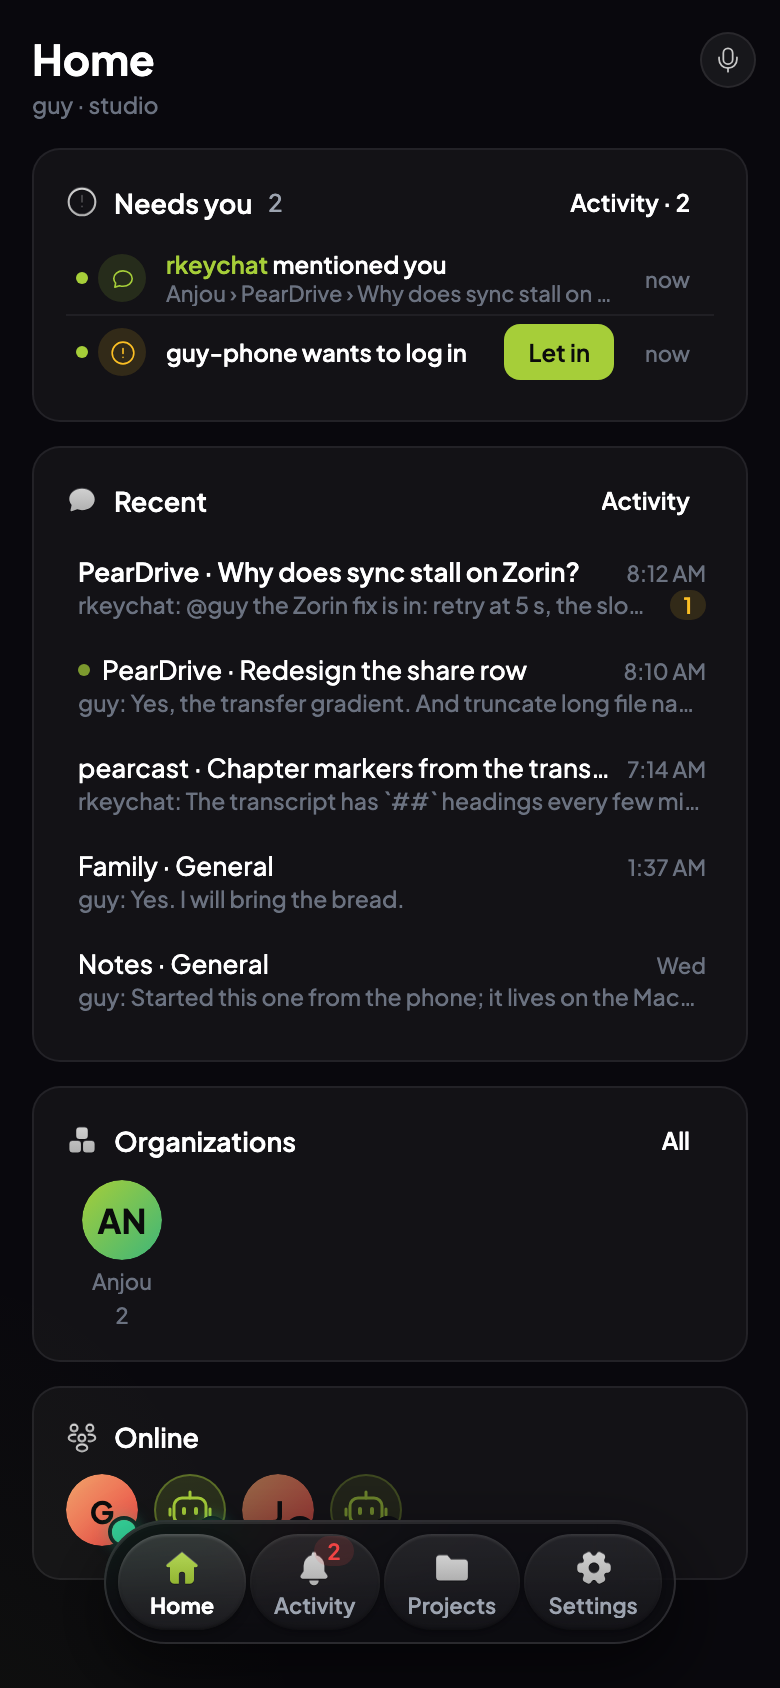 Home
guy · studio
Needs you 2
Activity · 2
rkeychat mentioned you
Anjou › PearDrive › Why does sync stall on ...
now
guy-phone wants to log in
Let in
now
Recent
Activity
PearDrive · Why does sync stall on Zorin?
8:12 AM
rkeychat: @guy the Zorin fix is in: retry at 5 s, the slo...
1
PearDrive · Redesign the share row
8:10 AM
guy: Yes, the transfer gradient. And truncate long file na...
pearcast · Chapter markers from the trans...
7:14 AM
rkeychat: The transcript has `##` headings every few mi...
Family · General
1:37 AM
guy: Yes. I will bring the bread.
Notes · General
Wed
guy: Started this one from the phone; it lives on the Mac...
Organizations
All
AN
Anjou
2
Online
G
2
Home
Activity
Projects
Settings